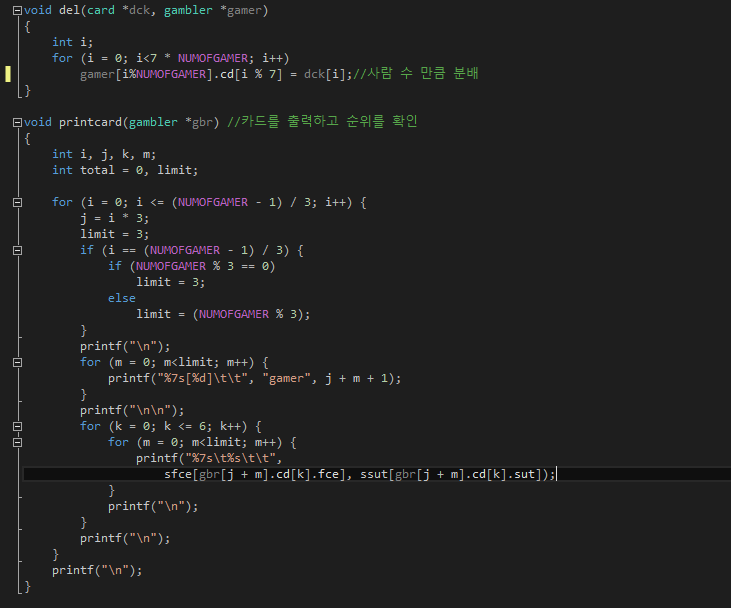 void del(card *dck, gambler *gamer)
{
    int i;
    for (i = 0; i<7 * NUMOFGAMER; i++)
        gamer[i%NUMOFGAMER].cd[i % 7] = dck[i];//사람 수 만큼 분배
}
void printcard(gambler *gbr) //카드를 출력하고 순위를 확인
{
    int i, j, k, m;
    int total = 0, limit;
    for (i = 0; i <= (NUMOFGAMER - 1) / 3; i++) {
        j = i * 3;
        limit = 3;
        if (i == (NUMOFGAMER - 1) / 3) {
            if (NUMOFGAMER % 3 == 0)
                limit = 3;
            else
                limit = (NUMOFGAMER % 3);
        }
        printf("\n");
        for (m = 0; m<limit; m++) {
            printf("%7s[%d]\t\t", "gamer", j + m + 1);
        }
        printf("\n\n");
        for (k = 0; k <= 6; k++) {
            for (m = 0; m<limit; m++) {
                printf("%7s\t%s\t\t",
                    sfce[gbr[j + m].cd[k].fce], ssut[gbr[j + m].cd[k].sut]);
            }
            printf("\n");
        }
        printf("\n");
    }
    printf("\n");
}